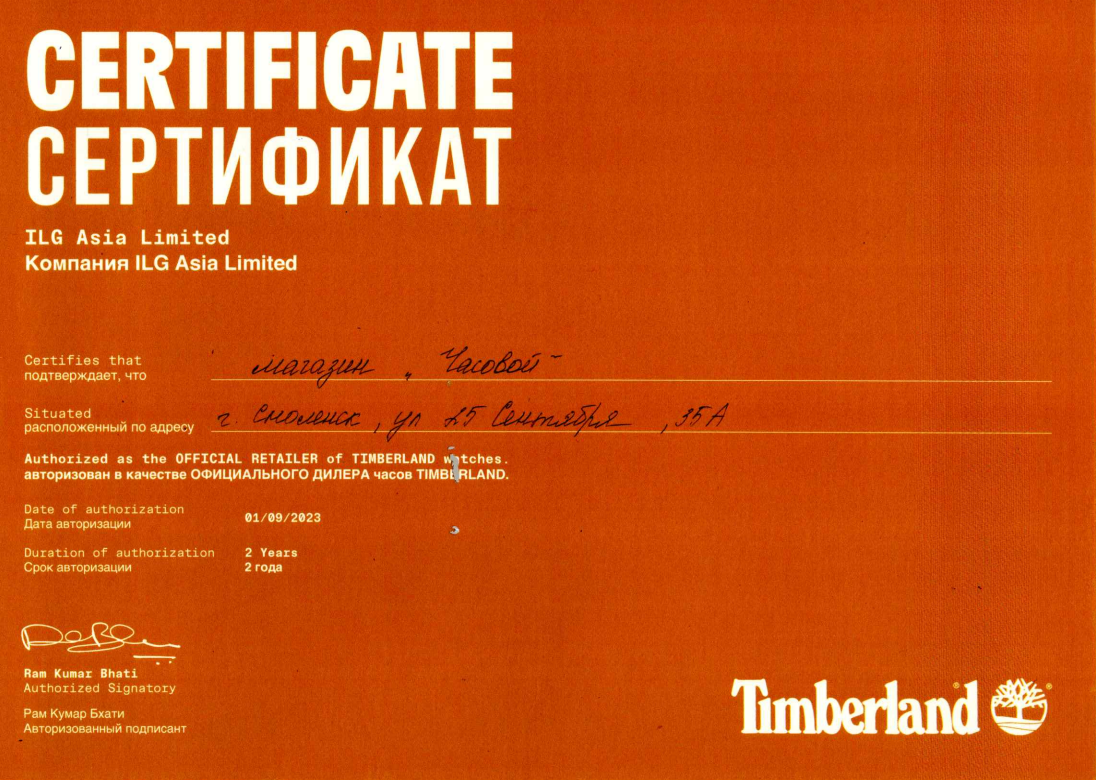 CERTIFICATE
СЕРТИФИКАТ
ILG Asia Limited
Компания ILG Asia Limited
Certifies that
подтверждает, что
магазин „ Часовой “
Situated
расположенный по адресу
г. Смоленск, ул 25 Сентября, 35А
Authorized as the OFFICIAL RETAILER of TIMBERLAND watches.
авторизован в качестве ОФИЦИАЛЬНОГО ДИЛЕРА часов TIMBERLAND.
Date of authorization
Дата авторизации
01/09/2023
Duration of authorization
Срок авторизации
2 Years
2 года
Ram Kumar Bhati
Authorized Signatory
Рам Кумар Бхати
Авторизованный подписант
Timberland